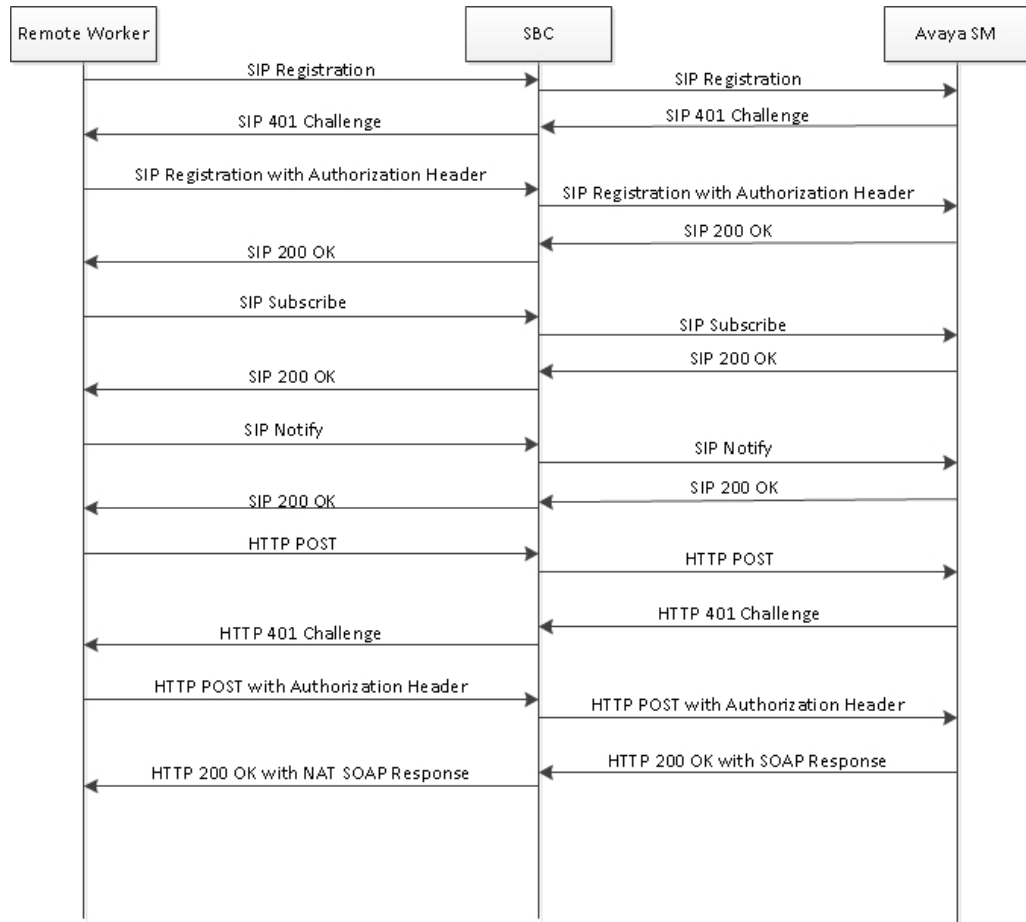 Remote Worker
SBC
Avaya SM
SIP Registration
SIP Registration
SIP 401 Challenge
SIP 401 Challenge
SIP Registration with Authorization Header
SIP Registration with Authorization Header
SIP 200 OK
SIP 200 OK
SIP Subscribe
SIP Subscribe
SIP 200 OK
SIP 200 OK
SIP Notify
SIP Notify
SIP 200 OK
SIP 200 OK
HTTP POST
HTTP POST
HTTP 401 Challenge
HTTP 401 Challenge
HTTP POST with Authorization Header
HTTP POST with Authorization Header
HTTP 200 OK with SOAP Response
HTTP 200 OK with NAT SOAP Response